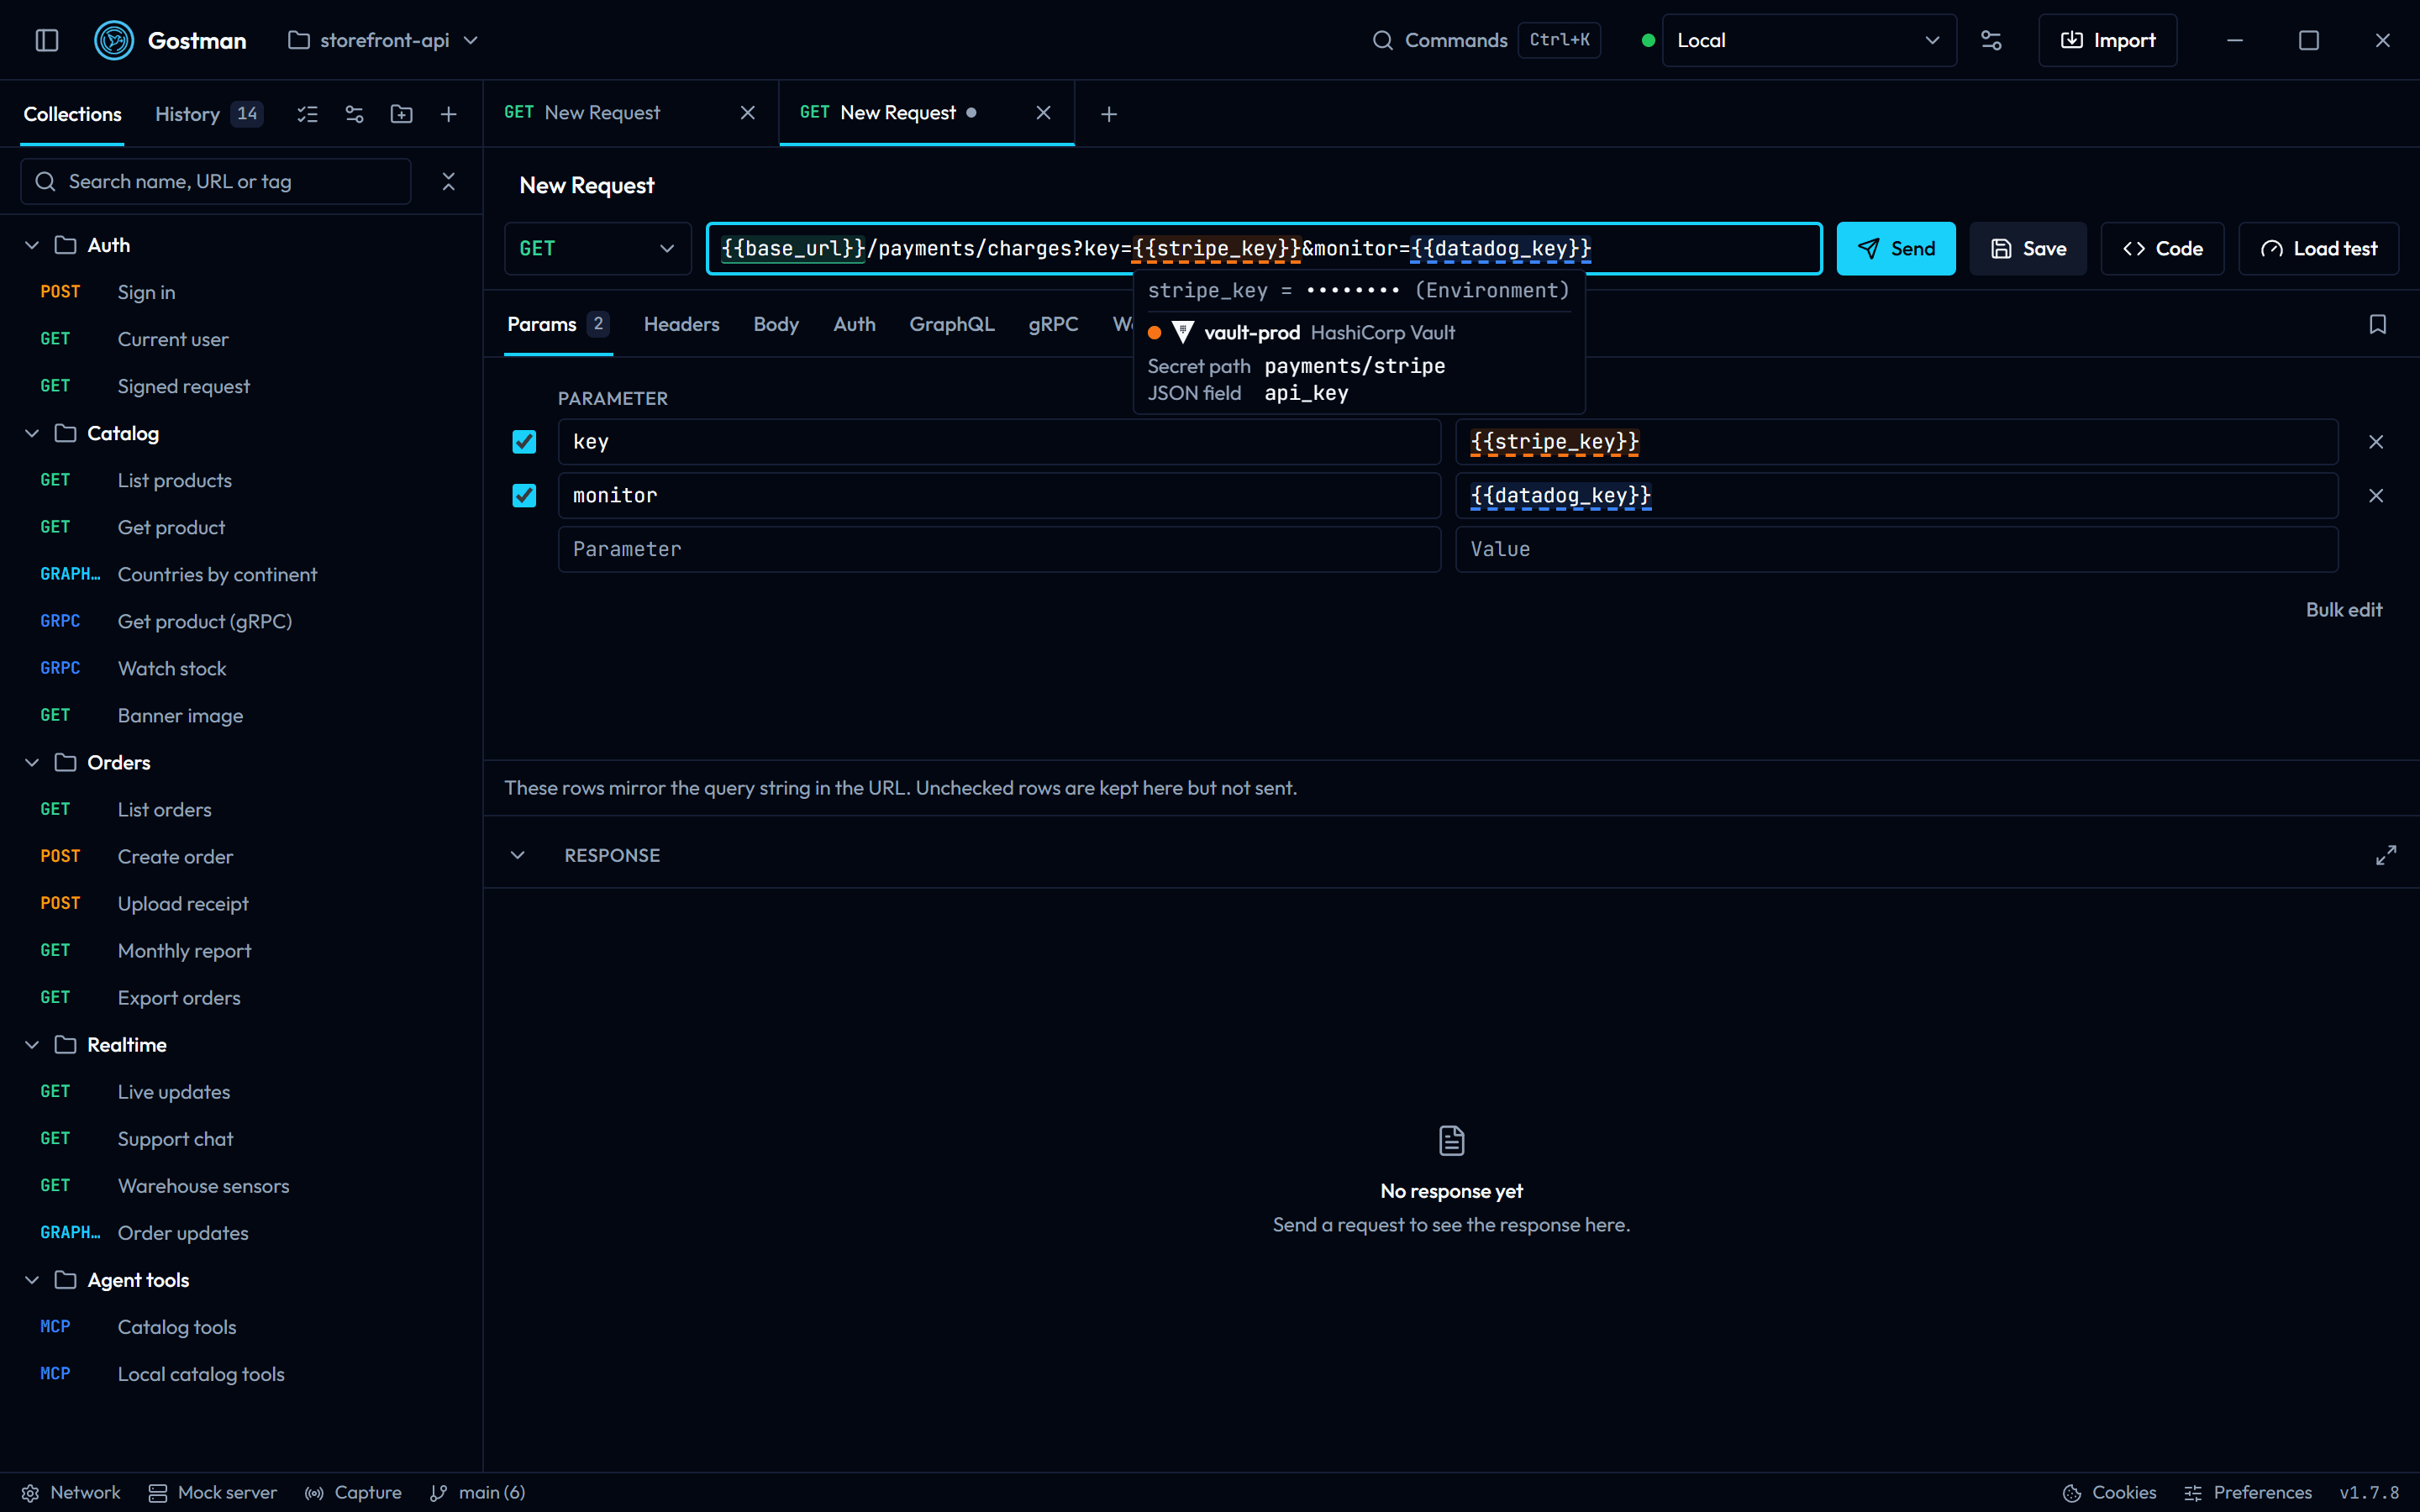 Gostman
storefront-api
Commands Ctrl+K
Local
Import
Collections
History 14
GET New Request
GET New Request
Search name, URL or tag
Auth
POST Sign in
GET Current user
GET Signed request
Catalog
GET List products
GET Get product
GRAPH… Countries by continent
GRPC Get product (gRPC)
GRPC Watch stock
GET Banner image
Orders
GET List orders
POST Create order
POST Upload receipt
GET Monthly report
GET Export orders
Realtime
GET Live updates
GET Support chat
GET Warehouse sensors
GRAPH… Order updates
Agent tools
MCP Catalog tools
MCP Local catalog tools
New Request
GET
{{base_url}}/payments/charges?key={{stripe_key}}&monitor={{datadog_key}}
Send
Save
Code
Load test
stripe_key = •••••••• (Environment)
vault-prod HashiCorp Vault
Secret path payments/stripe
JSON field api_key
Params 2
Headers
Body
Auth
GraphQL
gRPC
PARAMETER
key {{stripe_key}}
monitor {{datadog_key}}
Parameter Value
Bulk edit
These rows mirror the query string in the URL. Unchecked rows are kept here but not sent.
RESPONSE
No response yet
Send a request to see the response here.
Network
Mock server
Capture
main (6)
Cookies
Preferences
v1.7.8